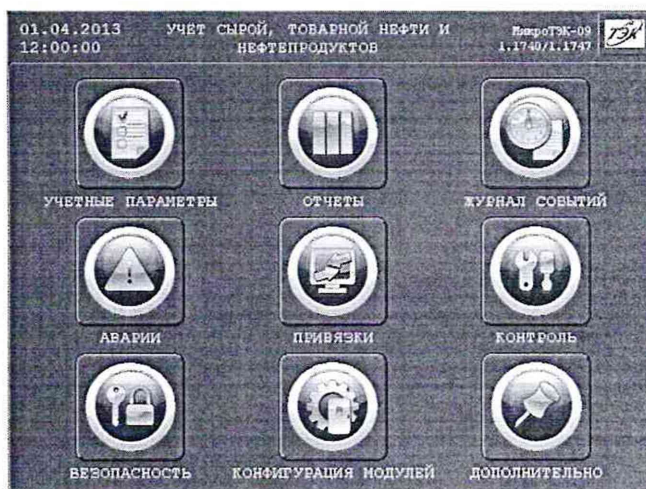 01.04.2013
12:00:00
УЧЕТ СЫРОЙ, ТОВАРНОЙ НЕФТИ И
НЕФТЕПРОДУКТОВ
МикроТЭК-09
1.1740/1.1747
ТЭК
УЧЕТНЫЕ ПАРАМЕТРЫ
ОТЧЕТЫ
ЖУРНАЛ СОБЫТИЙ
АВАРИИ
ПРИВЯЗКИ
КОНТРОЛЬ
БЕЗОПАСНОСТЬ
КОНФИГУРАЦИЯ МОДУЛЕЙ
ДОПОЛНИТЕЛЬНО